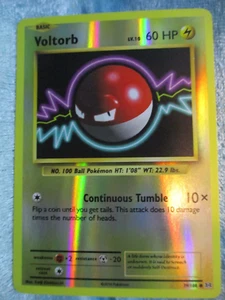 BASIC
Voltorb LV.10 60 HP
NO. 100 Ball Pokémon HT: 1'08" WT: 22.9 lbs
Continuous Tumble 10×
Flip a coin until you get tails. This attack does 10 damage
times the number of heads.
weakness ×2 resistance -20